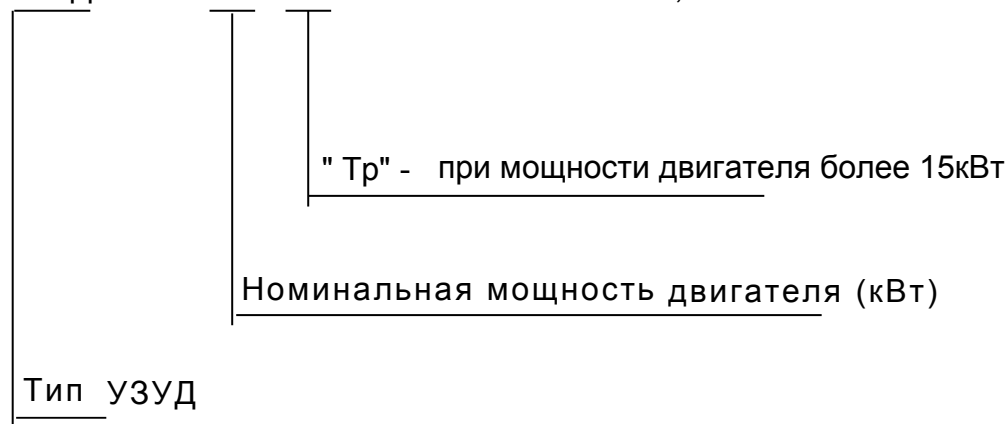 "Тр" - при мощности двигателя более 15кВт
Номинальная мощность двигателя (кВт)
Тип УЗУД